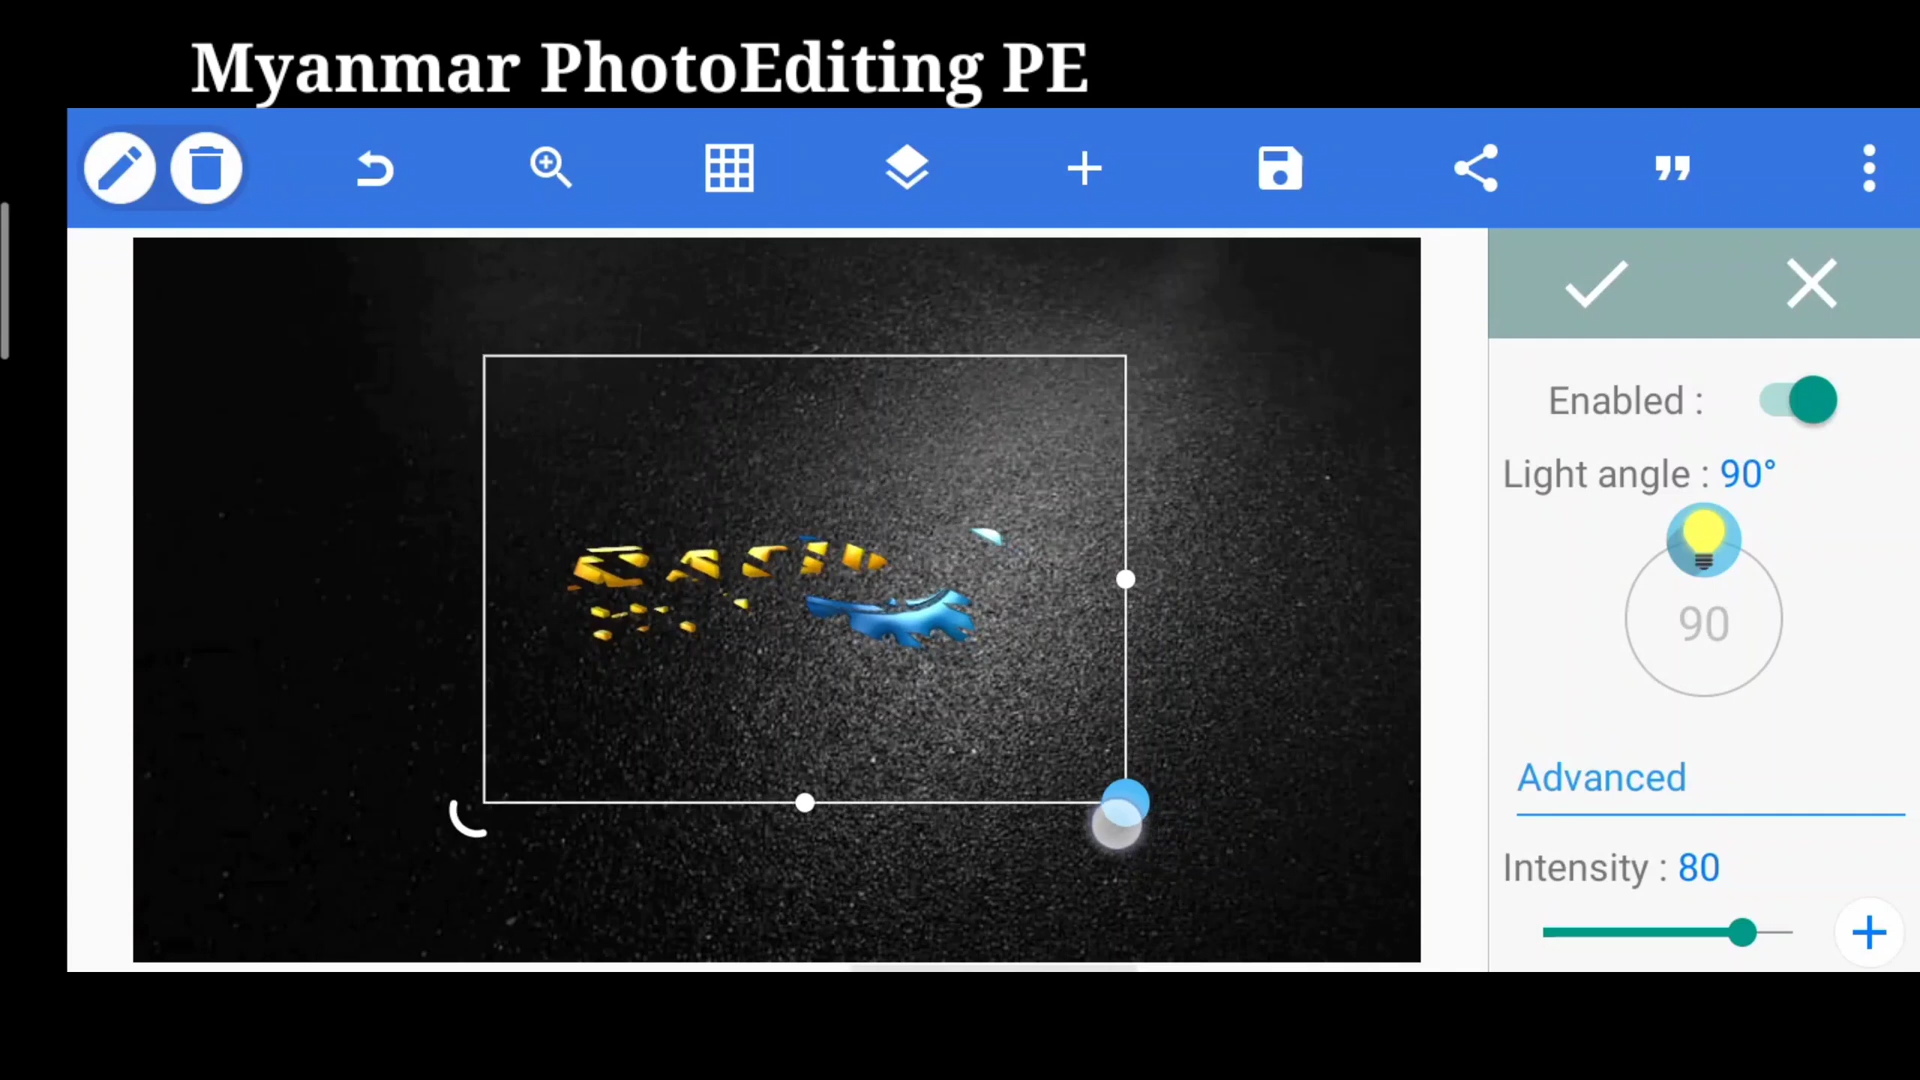 Myanmar PhotoEditing PE
Enabled :
Light angle : 90°
90
Advanced
Intensity : 80